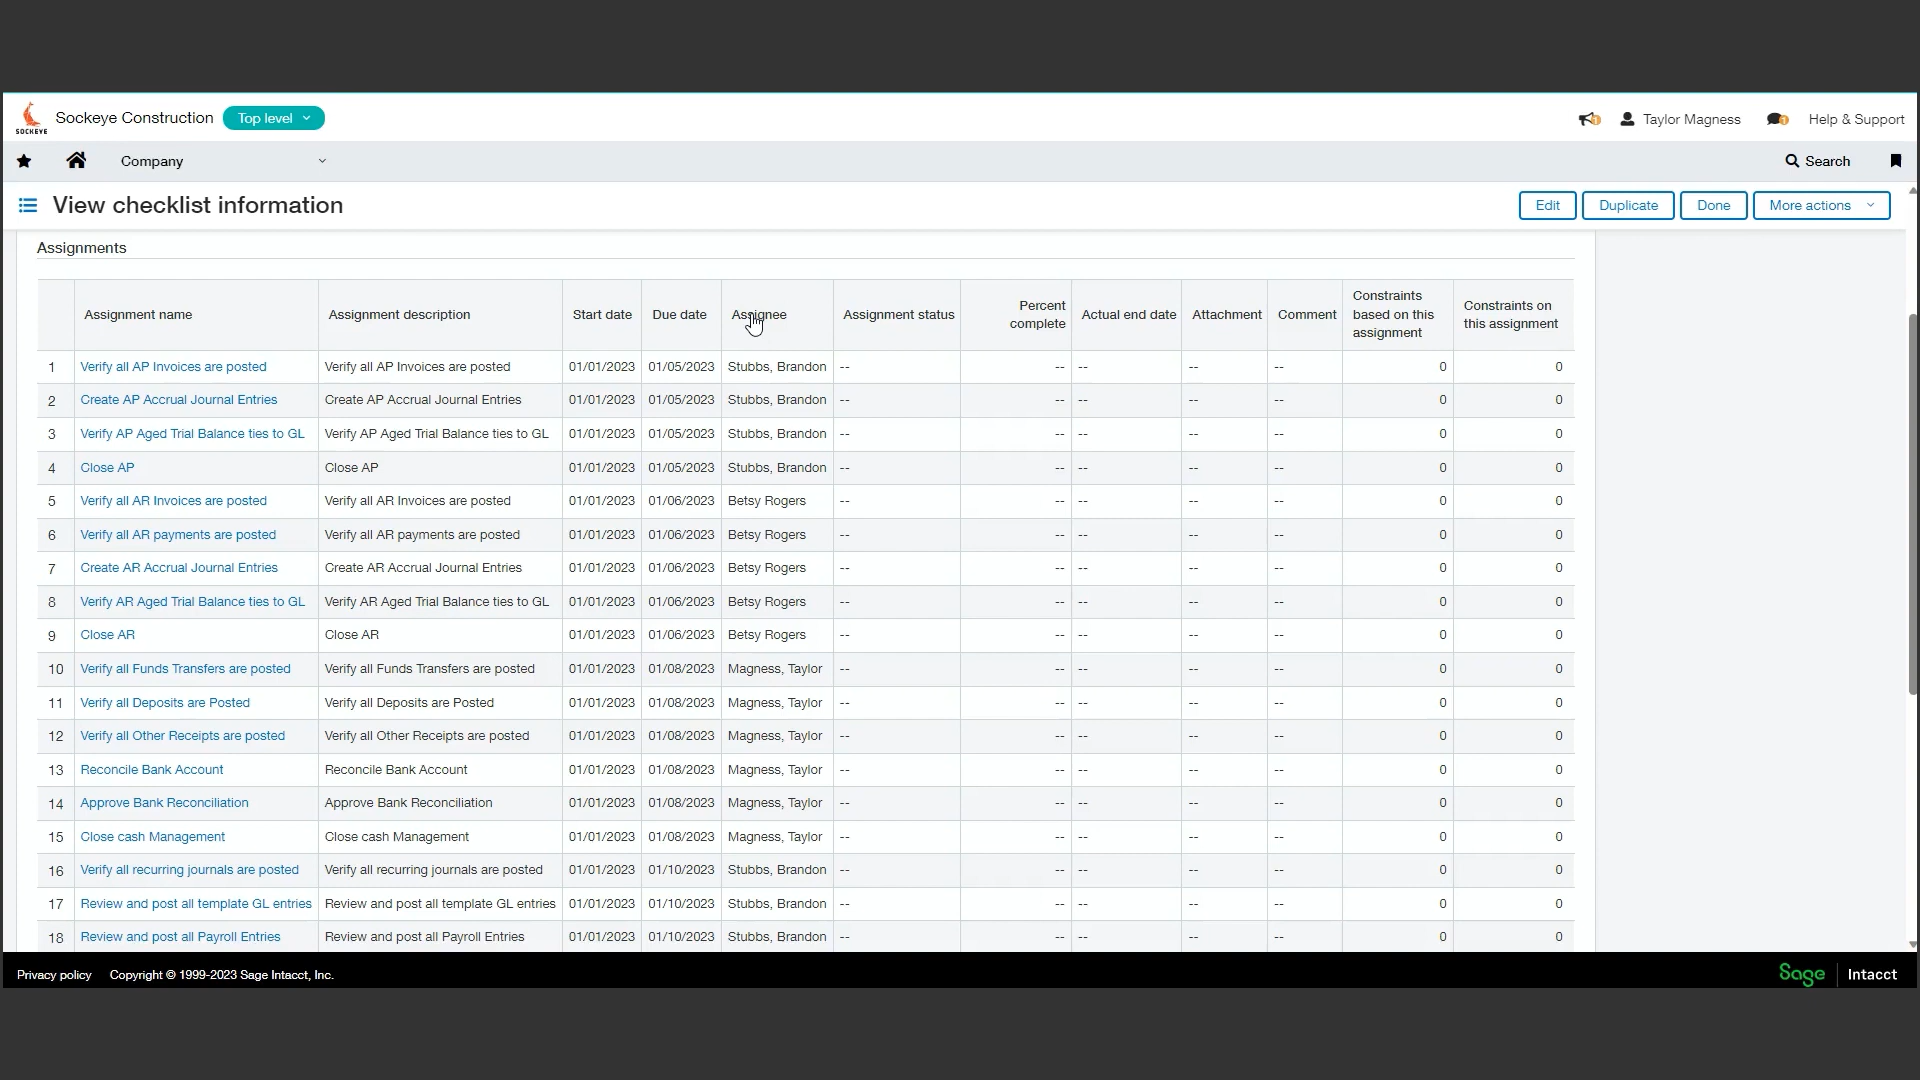 SOCKEYE
Sockeye Construction Top level Taylor Magness Help & Support
Company Search
View checklist information Edit Duplicate Done More actions
Assignments
Assignment name Assignment description Start date Due date Assignee Assignment status Percent complete Actual end date Attachment Comment Constraints based on this assignment Constraints on this assignment
1 Verify all AP Invoices are posted Verify all AP Invoices are posted 01/01/2023 01/05/2023 Stubbs, Brandon -- -- -- -- -- 0 0
2 Create AP Accrual Journal Entries Create AP Accrual Journal Entries 01/01/2023 01/05/2023 Stubbs, Brandon -- -- -- -- -- 0 0
3 Verify AP Aged Trial Balance ties to GL Verify AP Aged Trial Balance ties to GL 01/01/2023 01/05/2023 Stubbs, Brandon -- -- -- -- -- 0 0
4 Close AP Close AP 01/01/2023 01/05/2023 Stubbs, Brandon -- -- -- -- -- 0 0
5 Verify all AR Invoices are posted Verify all AR Invoices are posted 01/01/2023 01/06/2023 Betsy Rogers -- -- -- -- -- 0 0
6 Verify all AR payments are posted Verify all AR payments are posted 01/01/2023 01/06/2023 Betsy Rogers -- -- -- -- -- 0 0
7 Create AR Accrual Journal Entries Create AR Accrual Journal Entries 01/01/2023 01/06/2023 Betsy Rogers -- -- -- -- -- 0 0
8 Verify AR Aged Trial Balance ties to GL Verify AR Aged Trial Balance ties to GL 01/01/2023 01/06/2023 Betsy Rogers -- -- -- -- -- 0 0
9 Close AR Close AR 01/01/2023 01/06/2023 Betsy Rogers -- -- -- -- -- 0 0
10 Verify all Funds Transfers are posted Verify all Funds Transfers are posted 01/01/2023 01/08/2023 Magness, Taylor -- -- -- -- -- 0 0
11 Verify all Deposits are Posted Verify all Deposits are Posted 01/01/2023 01/08/2023 Magness, Taylor -- -- -- -- -- 0 0
12 Verify all Other Receipts are posted Verify all Other Receipts are posted 01/01/2023 01/08/2023 Magness, Taylor -- -- -- -- -- 0 0
13 Reconcile Bank Account Reconcile Bank Account 01/01/2023 01/08/2023 Magness, Taylor -- -- -- -- -- 0 0
14 Approve Bank Reconciliation Approve Bank Reconciliation 01/01/2023 01/08/2023 Magness, Taylor -- -- -- -- -- 0 0
15 Close cash Management Close cash Management 01/01/2023 01/08/2023 Magness, Taylor -- -- -- -- -- 0 0
16 Verify all recurring journals are posted Verify all recurring journals are posted 01/01/2023 01/10/2023 Stubbs, Brandon -- -- -- -- -- 0 0
17 Review and post all template GL entries Review and post all template GL entries 01/01/2023 01/10/2023 Stubbs, Brandon -- -- -- -- -- 0 0
18 Review and post all Payroll Entries Review and post all Payroll Entries 01/01/2023 01/10/2023 Stubbs, Brandon -- -- -- -- -- 0 0
Privacy policy Copyright © 1999-2023 Sage Intacct, Inc. Sage Intacct